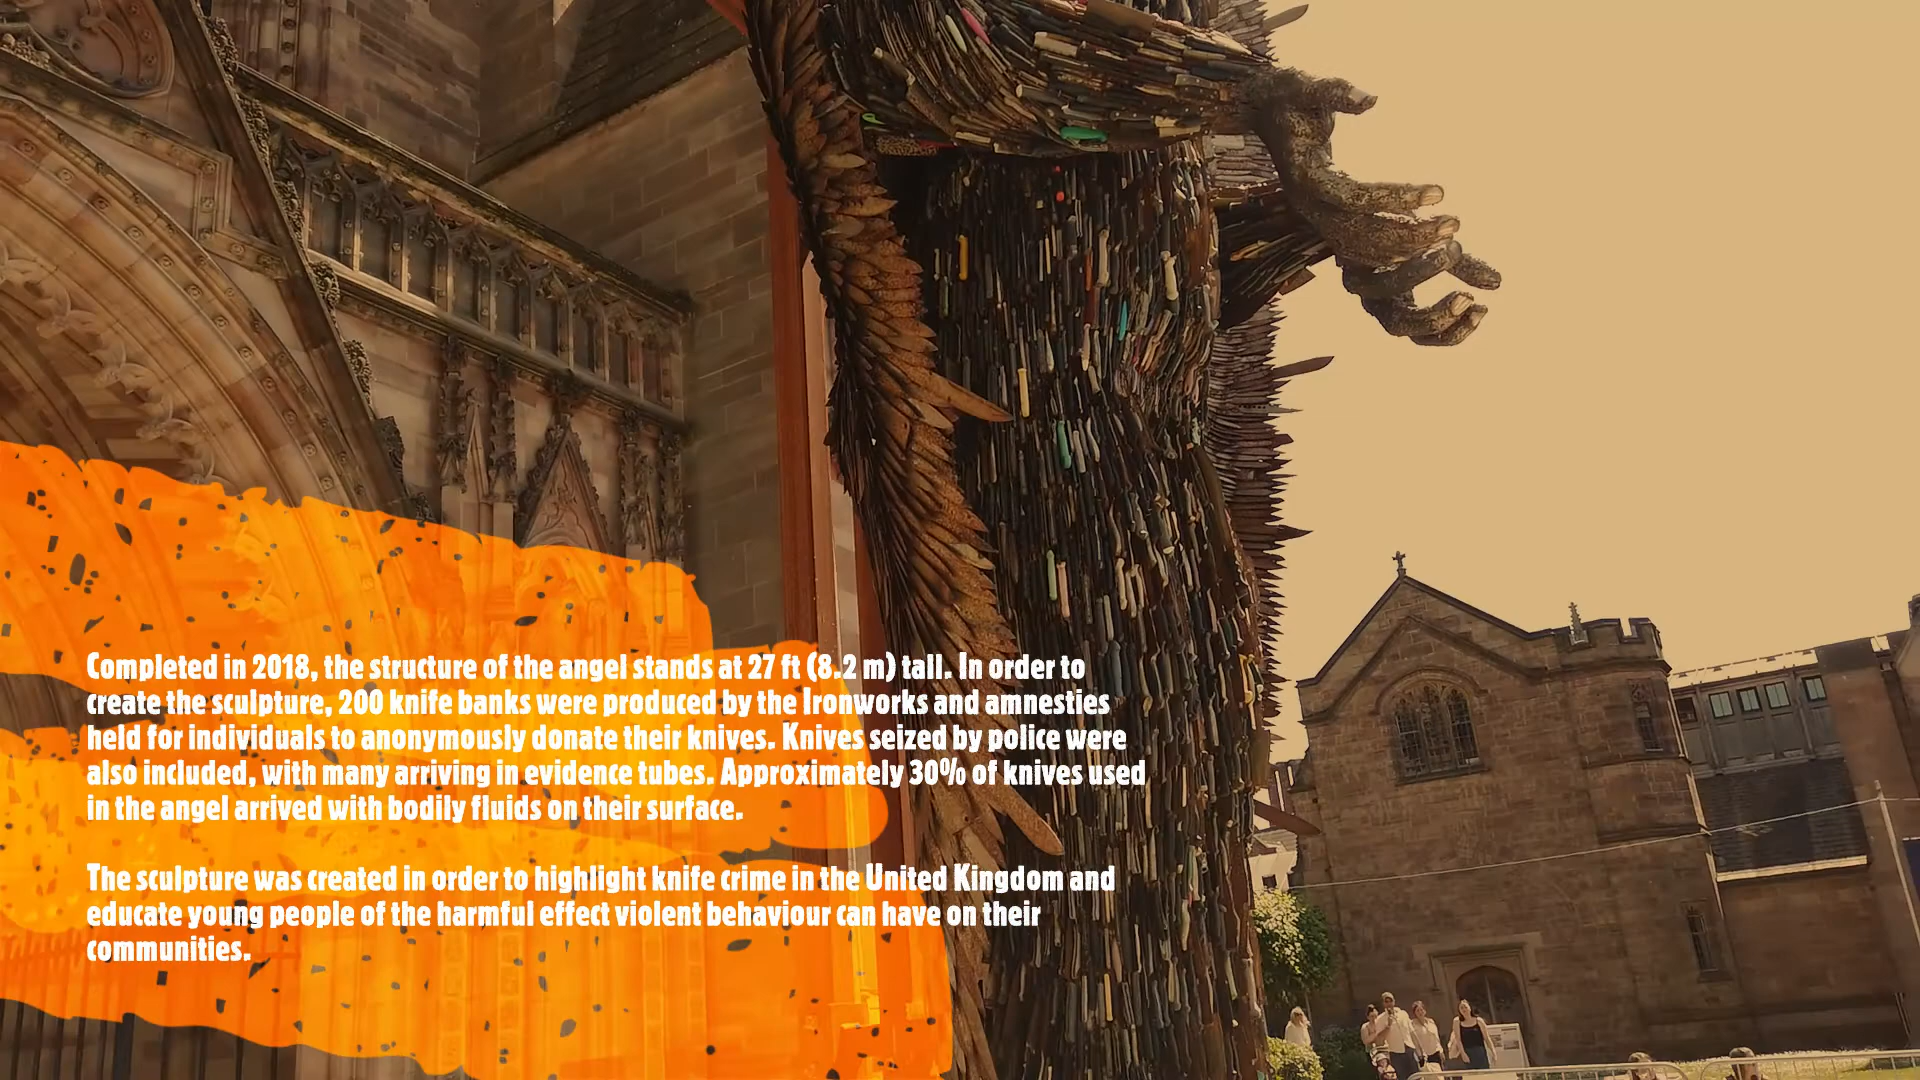 Completed in 2018, the structure of the angel stands at 27 ft (8.2 m) tall. In order to
create the sculpture, 200 knife banks were produced by the Ironworks and amnesties
held for individuals to anonymously donate their knives. Knives seized by police were
also included, with many arriving in evidence tubes. Approximately 30% of knives used
in the angel arrived with bodily fluids on their surface.
The sculpture was created in order to highlight knife crime in the United Kingdom and
educate young people of the harmful effect violent behaviour can have on their
communities.